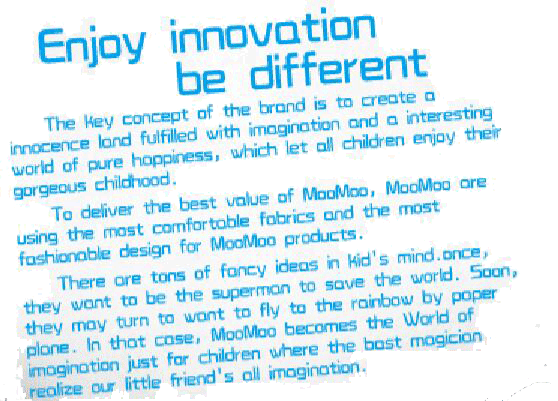 Enjoy innovation
be different
The key concept of the brand is to create a
innocence land fulfilled with imagination and a interesting
world of pure happiness, which let all children enjoy their
gorgeous childhood.
To deliver the best value of MooMoo, MooMoo are
using the most comfortable fabrics and the most
fashionable design for MooMoo products.
There are tons of fancy ideas in kid's mind.once,
they want to be the superman to save the world. Soon,
they may turn to want to fly to the rainbow by paper
plane. In that case, MooMoo becomes the World of
imagination just for children where the bast magician
realize our little friend's all imagination.